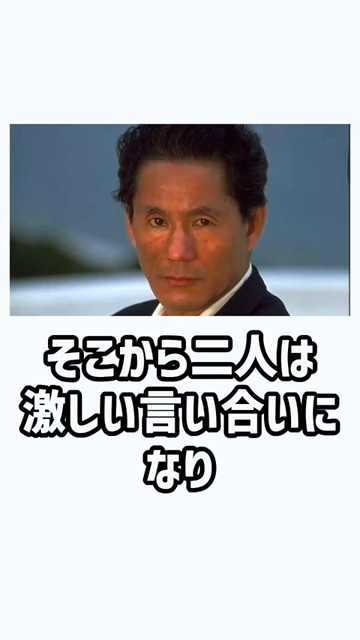 そこから二人は
激しい言い合いに
なり